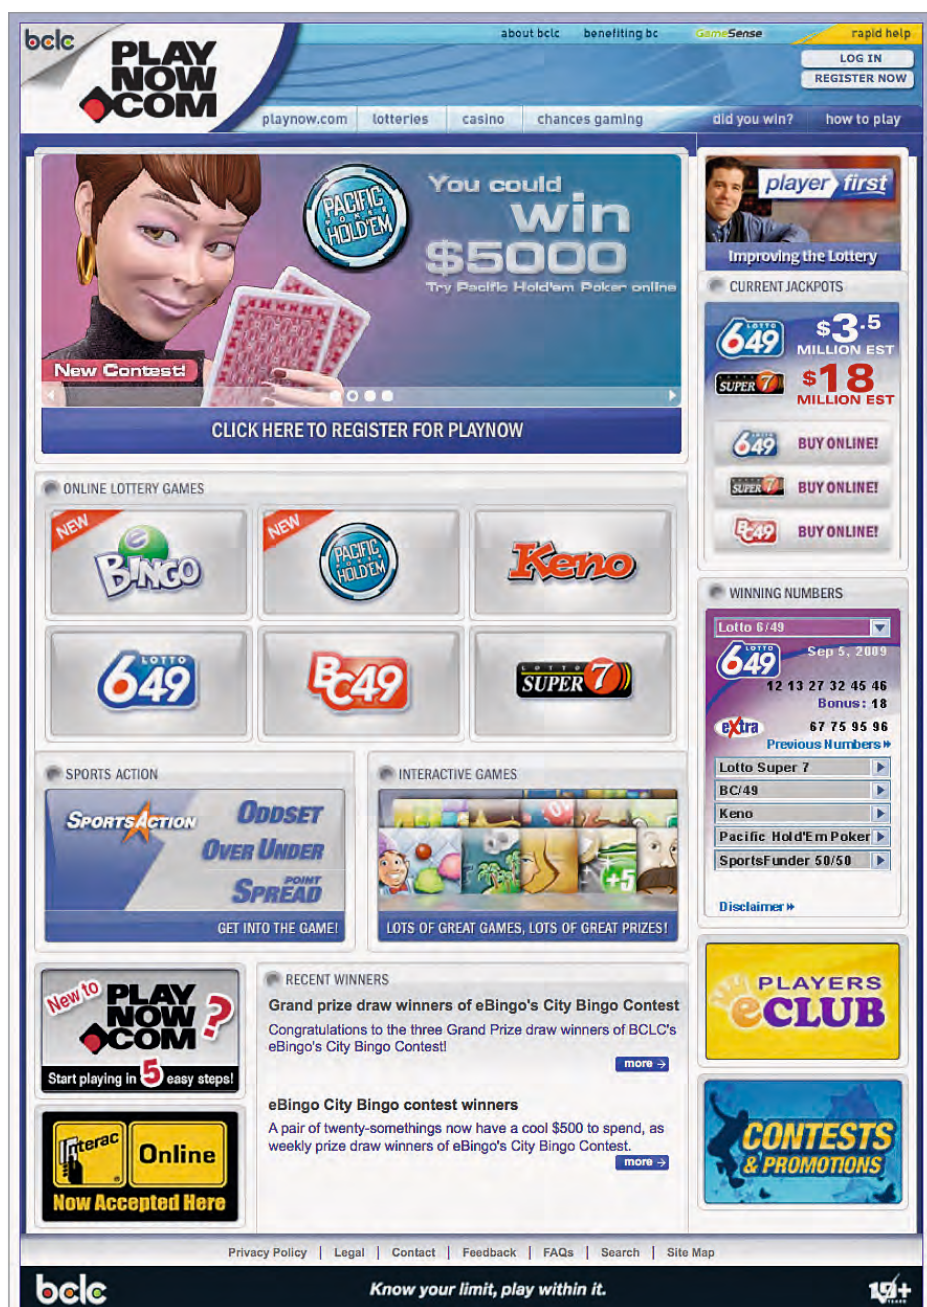 bclc
about bclc benefiting bc GameSense rapid help
PLAY
NOW
COM
LOG IN
REGISTER NOW
playnow.com lotteries casino chances gaming did you win? how to play
PACIFIC
POKER
HOLD'EM
You could
win
$5000
Try Pacific Hold'em Poker online
New Contest!
CLICK HERE TO REGISTER FOR PLAYNOW
player first
Improving the Lottery
CURRENT JACKPOTS
LOTTO
649
$3.5
MILLION EST
SUPER 7
$18
MILLION EST
649 BUY ONLINE!
SUPER 7 BUY ONLINE!
BC49 BUY ONLINE!
ONLINE LOTTERY GAMES
NEW
e
BINGO
NEW
PACIFIC
POKER
HOLD'EM
Keno
LOTTO
649
BC49
LOTTO
SUPER 7
WINNING NUMBERS
Lotto 6/49
LOTTO
649
Sep 5, 2009
12 13 27 32 45 46
Bonus: 18
extra 67 75 95 96
Previous Numbers »
Lotto Super 7
BC/49
Keno
Pacific Hold'Em Poker
SportsFunder 50/50
Disclaimer »
SPORTS ACTION
SPORTSACTION
ODDSET
OVER UNDER
POINT
SPREAD
GET INTO THE GAME!
INTERACTIVE GAMES
+5
LOTS OF GREAT GAMES, LOTS OF GREAT PRIZES!
New to
PLAY
NOW
COM
?
Start playing in 5 easy steps!
Interac
Online
Now Accepted Here
RECENT WINNERS
Grand prize draw winners of eBingo's City Bingo Contest
Congratulations to the three Grand Prize draw winners of BCLC's
eBingo's City Bingo Contest!
more →
eBingo City Bingo contest winners
A pair of twenty-somethings now have a cool $500 to spend, as
weekly prize draw winners of eBingo's City Bingo Contest.
more →
PLAYERS
eCLUB
CONTESTS
& PROMOTIONS
Privacy Policy | Legal | Contact | Feedback | FAQs | Search | Site Map
bclc
Know your limit, play within it.
19+